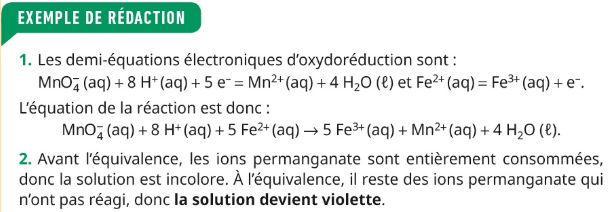 EXEMPLE DE RÉDACTION
1. Les demi-équations électroniques d'oxydoréduction sont :
MnO₄⁻ (aq) + 8 H⁺ (aq) + 5 e⁻ = Mn²⁺ (aq) + 4 H₂O (ℓ) et Fe²⁺ (aq) = Fe³⁺ (aq) + e⁻.
L'équation de la réaction est donc :
MnO₄⁻ (aq) + 8 H⁺ (aq) + 5 Fe²⁺ (aq) → 5 Fe³⁺ (aq) + Mn²⁺ (aq) + 4 H₂O (ℓ).
2. Avant l'équivalence, les ions permanganate sont entièrement consommées,
donc la solution est incolore. À l'équivalence, il reste des ions permanganate qui
n'ont pas réagi, donc la solution devient violette.